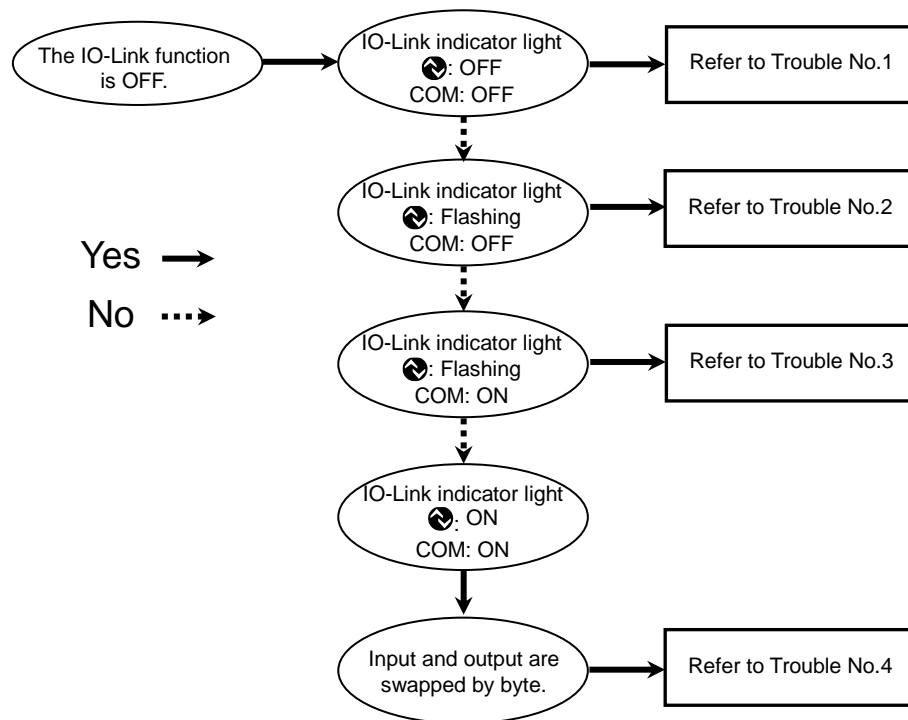 The IO-Link function
is OFF.
IO-Link indicator light
: OFF
COM: OFF
Refer to Trouble No.1
IO-Link indicator light
: Flashing
COM: OFF
Refer to Trouble No.2
Yes
No
IO-Link indicator light
: Flashing
COM: ON
Refer to Trouble No.3
IO-Link indicator light
: ON
COM: ON
Input and output are
swapped by byte.
Refer to Trouble No.4